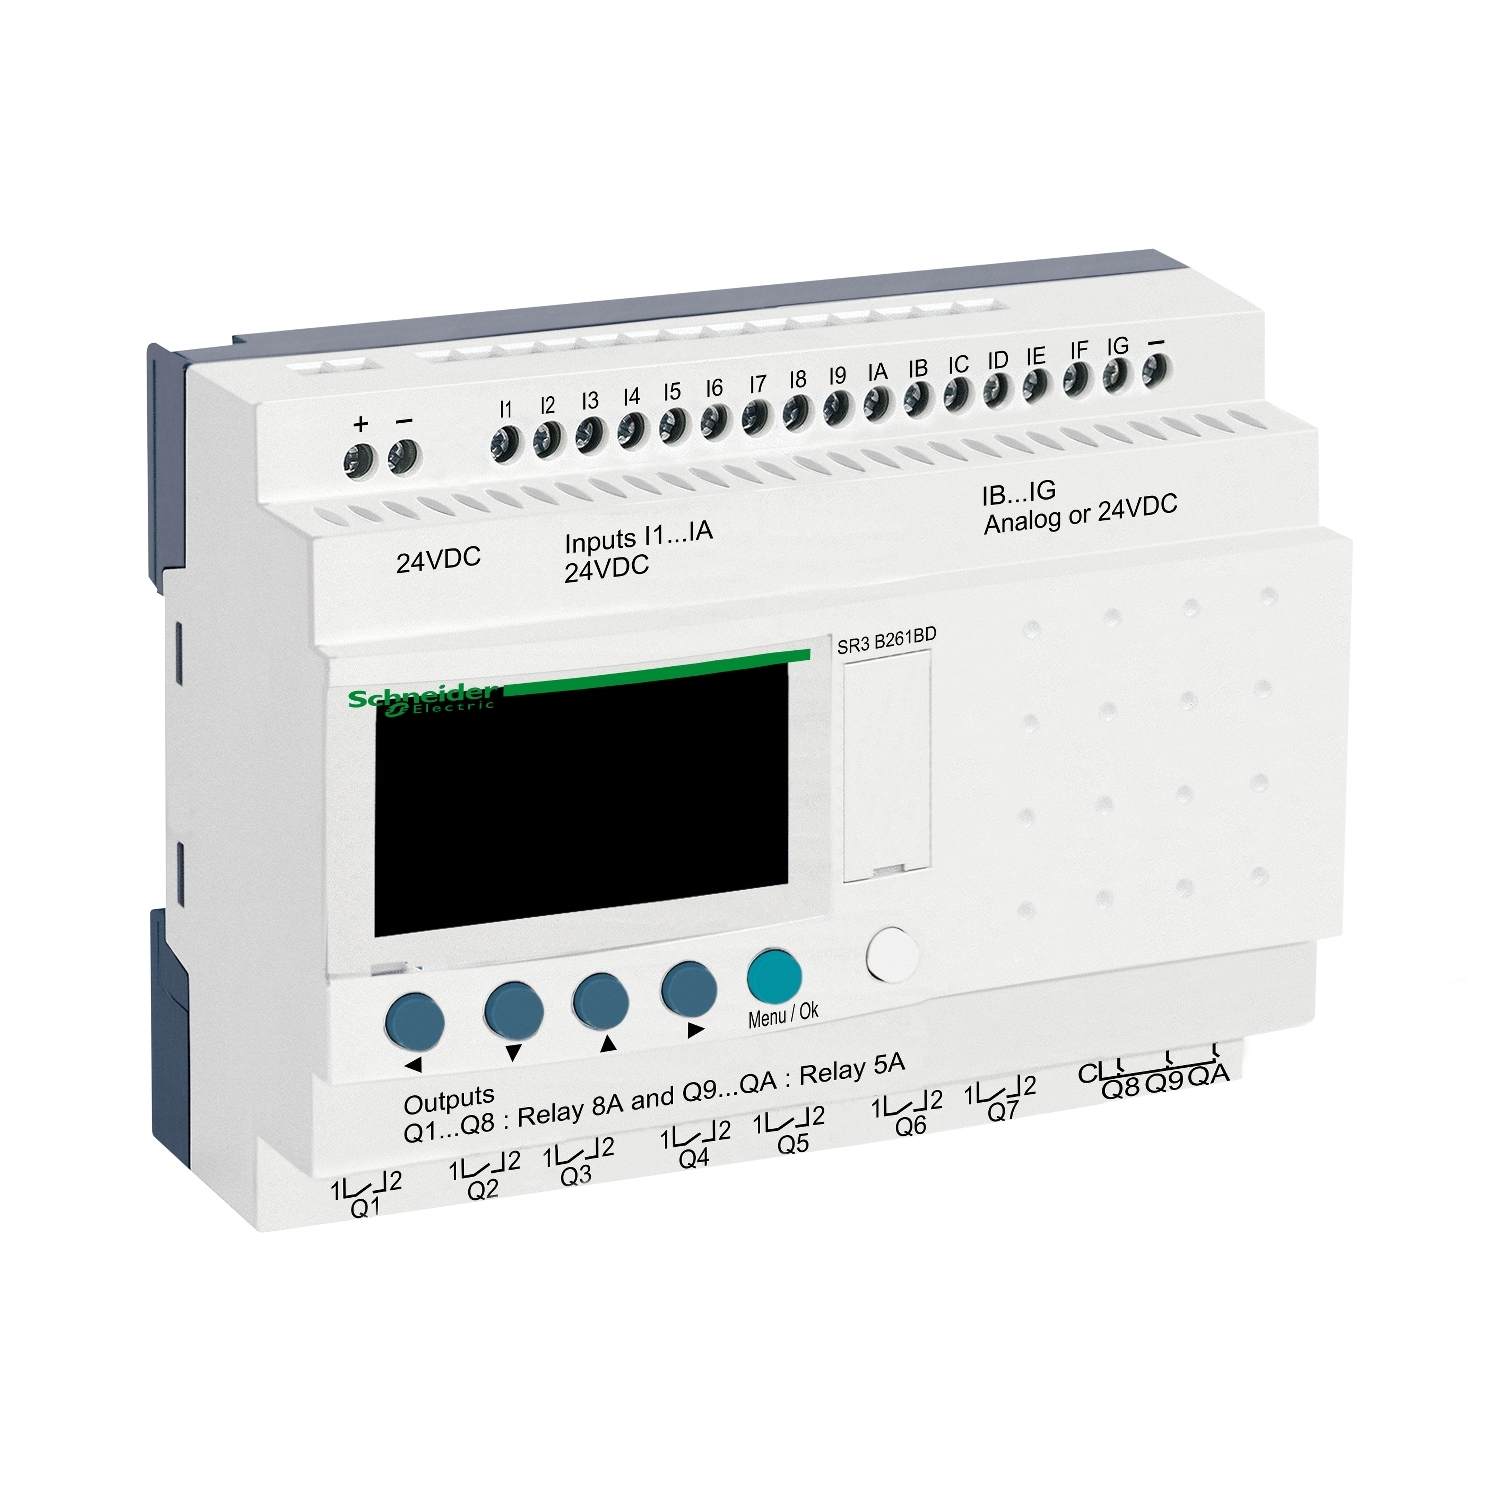 + −
I1 I2 I3 I4 I5 I6 I7 I8 I9 IA IB IC ID IE IF IG −
24VDC
Inputs I1...IA
24VDC
IB...IG
Analog or 24VDC
SR3 B261BD
Schneider
Electric
Menu / Ok
Outputs
Q1...Q8 : Relay 8A and Q9...QA : Relay 5A
1 2 1 2 1 2 1 2 1 2 1 2 1 2 C
Q1 Q2 Q3 Q4 Q5 Q6 Q7 Q8 Q9 QA